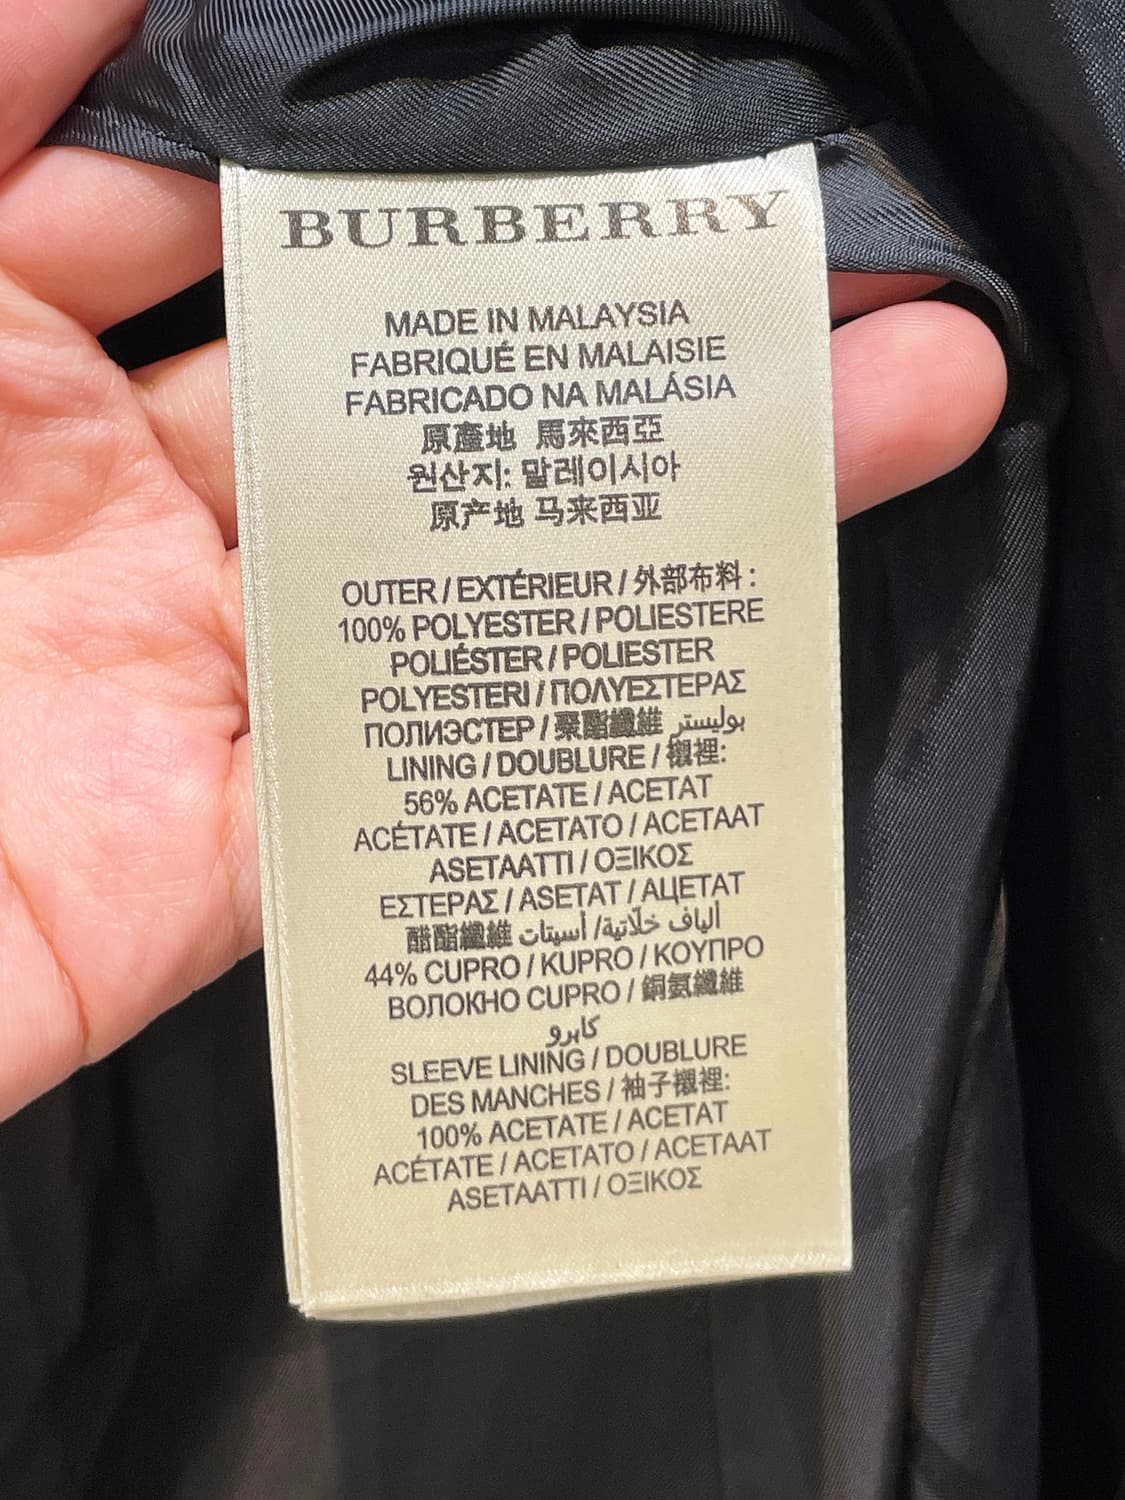 BURBERRY
MADE IN MALAYSIA
FABRIQUÉ EN MALAISIE
FABRICADO NA MALÁSIA
原產地 馬來西亞
원산지: 말레이시아
原产地 马来西亚
OUTER / EXTÉRIEUR / 外部布料 :
100% POLYESTER / POLIESTERE
POLIÉSTER / POLIESTER
POLYESTERI / ΠΟΛΥΕΣΤΕΡΑΣ
ПОЛИЭСТЕР / 聚酯纖維 بوليستر
LINING / DOUBLURE / 襯裡:
56% ACETATE / ACETAT
ACÉTATE / ACETATO / ACETAAT
ASETAATTI / ΟΞΙΚΟΣ
ΕΣΤΕΡΑΣ / ASETAT / АЦЕТАТ
醋酯纖維 ألياف خلّاتية/ أسيتات
44% CUPRO / KUPRO / ΚΟΥΠΡΟ
ВОЛОКНО CUPRO / 銅氨纖維
كابرو
SLEEVE LINING / DOUBLURE
DES MANCHES / 袖子襯裡:
100% ACETATE / ACETAT
ACÉTATE / ACETATO / ACETAAT
ASETAATTI / ΟΞΙΚΟΣ